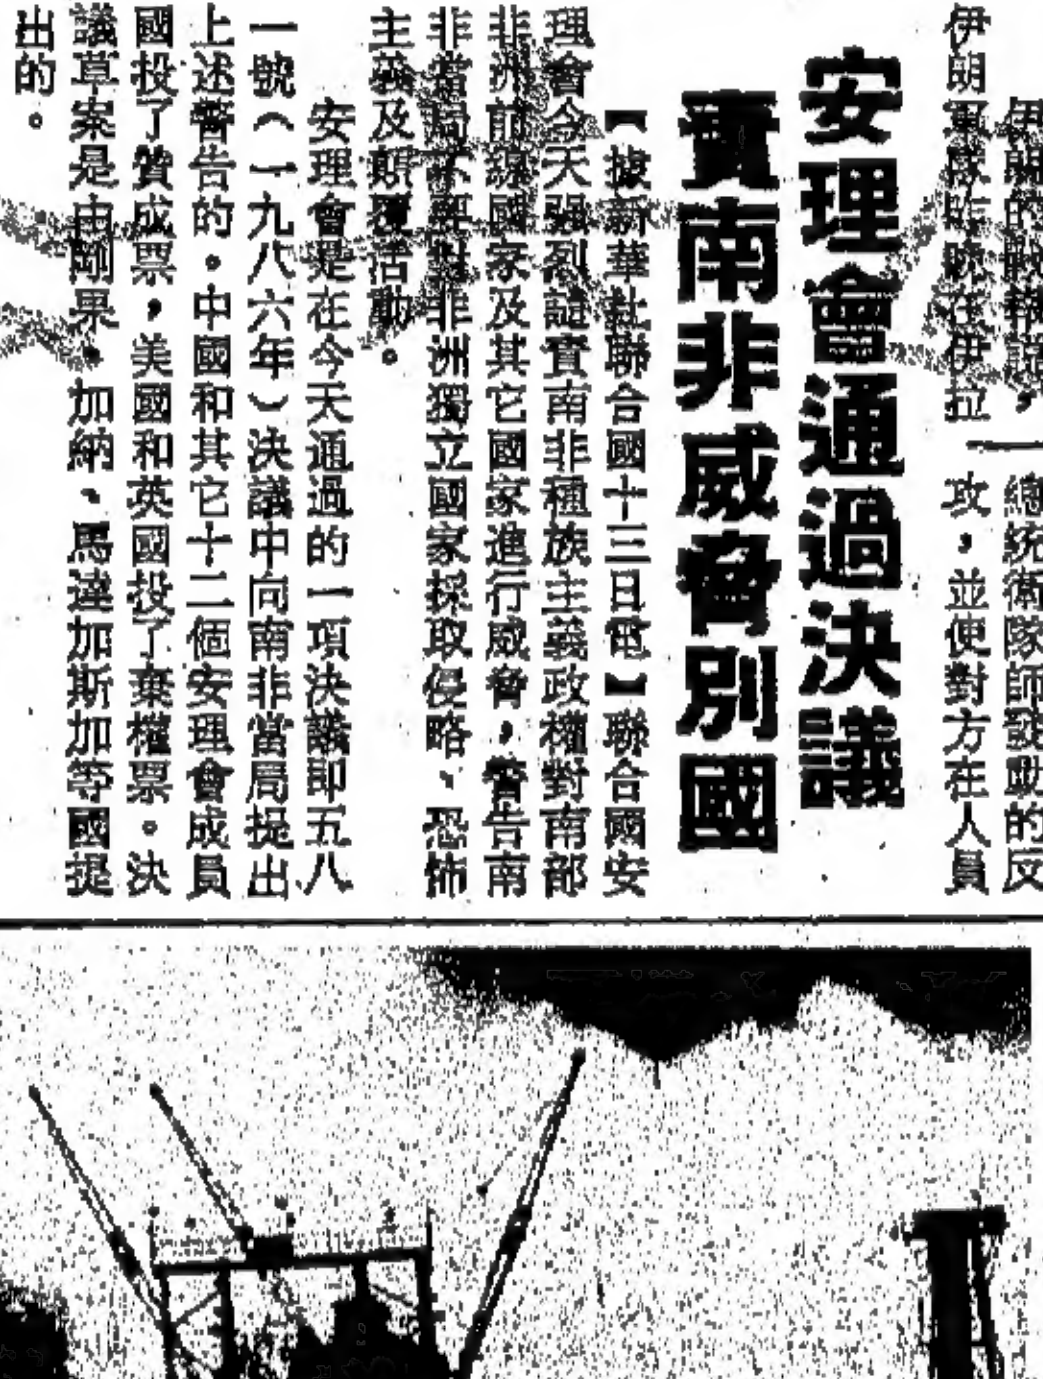 伊朗的戰報說，一總統衛隊師發動的反
伊朗軍隊昨晚在伊拉 攻，並使對方在人員
安理會通過決議
責南非威脅別國
【據新華社聯合國十三日電】聯合國安
理會今天强烈譴責南非種族主義政權對南部
非洲前線國家及其它國家進行威脅，警告南
非當局不要對非洲獨立國家採取侵略、恐怖
主義及顛覆活動。
安理會是在今天通過的一項決議即五八
一號（一九八六年）決議中向南非當局提出
上述警告的。中國和其它十二個安理會成員
國投了贊成票，美國和英國投了棄權票。決
議草案是由剛果、加納、馬達加斯加等國提
出的。